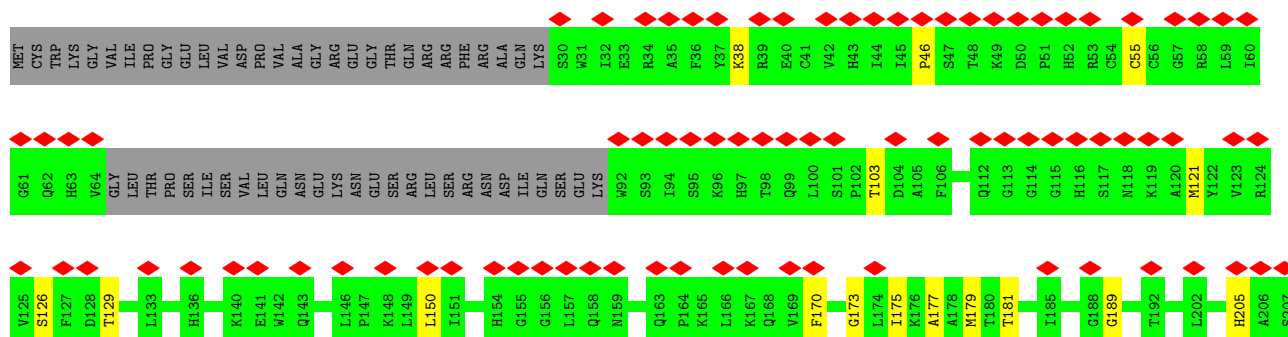 MET CYS TRP LYS GLY VAL ILE PRO GLY GLU LEU VAL ASP PRO VAL ALA GLY ARG GLU GLY THR GLN ARG ARG PHE ARG ALA GLN LYS S30 W31 I32 E33 R34 A35 F36 Y37 K38 R39 E40 C41 V42 H43 I44 I45 P46 S47 T48 K49 D50 P51 H52 R53 C54 C55 C56 G57 R58 L59 I60
G61 Q62 H63 V64 GLY LEU THR PRO SER ILE SER VAL LEU GLN ASN GLU LYS ASN GLU SER ARG LEU SER ARG ASN ASP ILE GLN SER GLU LYS W92 S93 I94 S95 K96 H97 T98 Q99 L100 S101 P102 T103 D104 A105 F106 Q112 G113 G114 G115 H116 S117 N118 K119 A120 M121 Y122 V123 R124
V125 S126 F127 D128 T129 L133 H136 K140 E141 W142 Q143 L146 P147 K148 L149 L150 I151 H154 G155 G156 L157 Q158 N159 Q163 P164 K165 L166 K167 Q168 V169 F170 G173 L174 I175 K176 A177 A178 M179 T180 T181 I185 G188 G189 T192 L202 H205 A206 S207